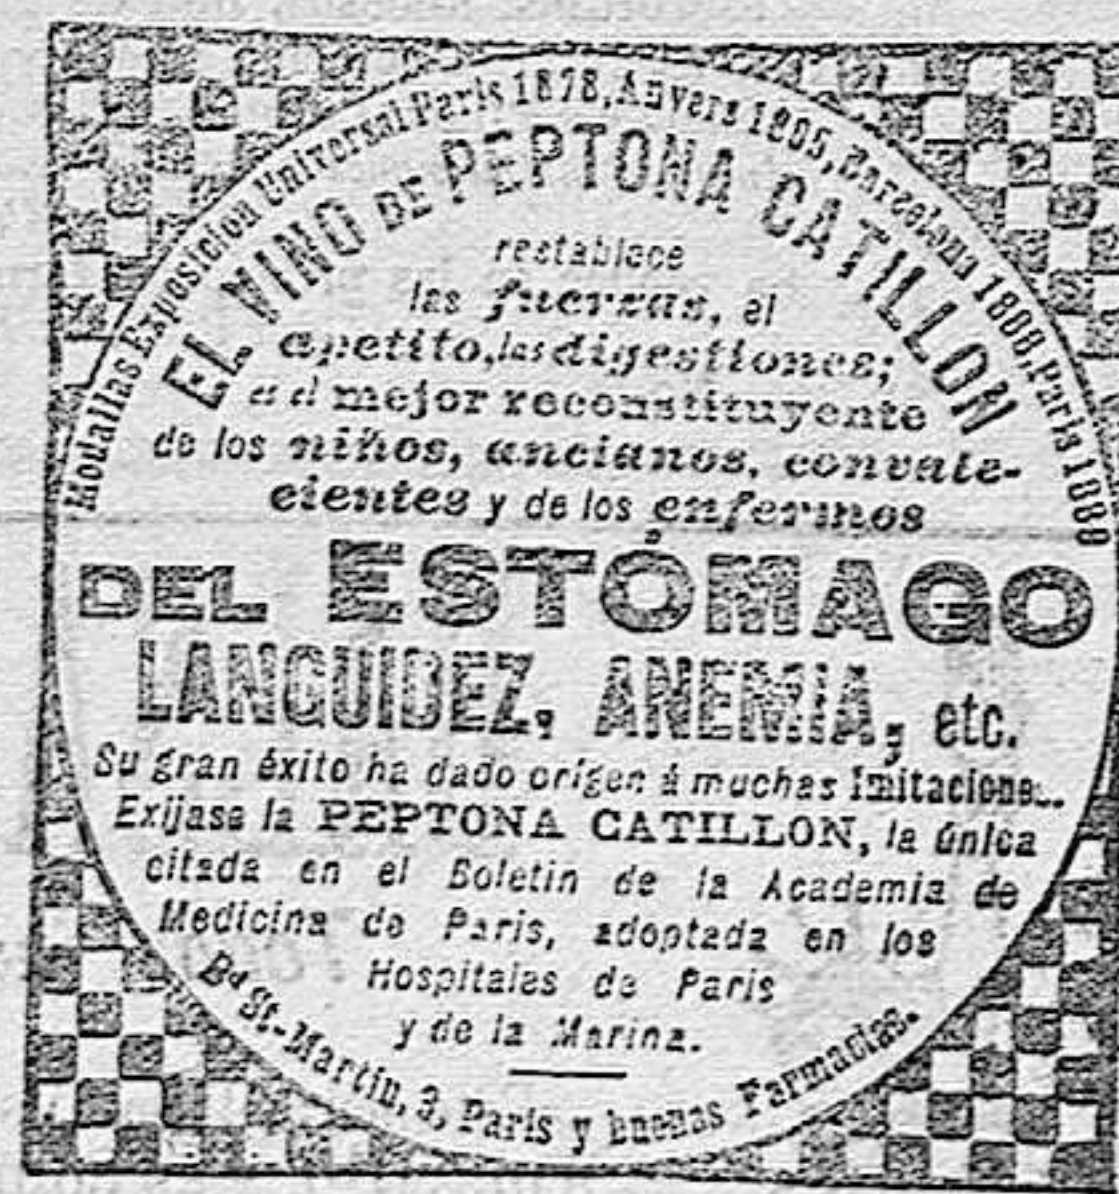 Medallas Exposicion Universal Paris 1878, Anvers 1885, Barcelona 1888, Paris 1889
EL VINO DE PEPTONA CATILLON
restablece
las fuerzas, el
apetito, las digestiones;
es el mejor reconstituyente
de los niños, ancianos, convale-
cientes y de los enfermos
DEL ESTÓMAGO
LANGUIDEZ, ANEMIA, etc.
Su gran éxito ha dado orígen á muchas Imitaciones.
Exijase la PEPTONA CATILLON, la única
citada en el Boletin de la Academia de
Medicina de Paris, adoptada en los
Hospitales de Paris
y de la Marina.
Bd St-Martin, 3, Paris y buenas Farmacias.